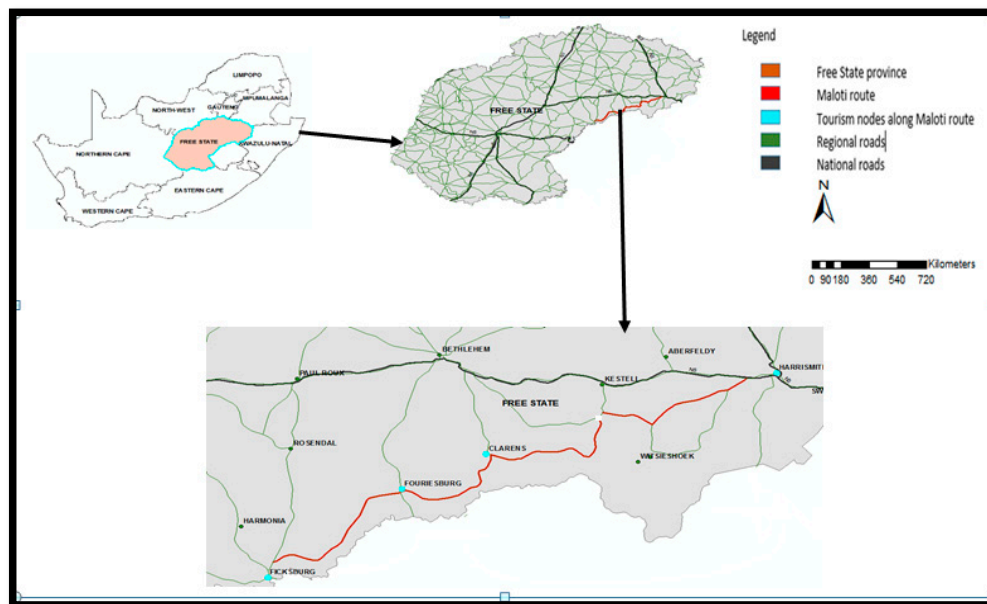 LIMPOPO
NORTH-WEST
GAUTENG
MPUMALANGA
FREE STATE
KWAZULU-NATAL
NORTHERN CAPE
EASTERN CAPE
WESTERN CAPE
FREE STATE
Legend
Free State province
Maloti route
Tourism nodes along Maloti route
Regional roads
National roads
N
Kilometers
0 90 180 360 540 720
BETHLEHEM
ABERFELDY
PAUL ROUX
KESTELL
HARRISMITH
FREE STATE
ROSENDAL
CLARENS
FOURIESBURG
HARMONIA
FICKSBURG